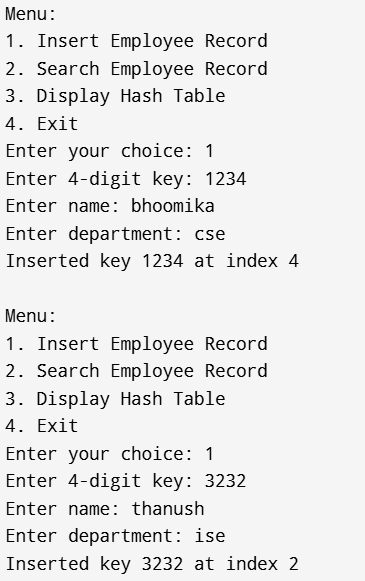 Menu:
1. Insert Employee Record
2. Search Employee Record
3. Display Hash Table
4. Exit
Enter your choice: 1
Enter 4-digit key: 1234
Enter name: bhoomika
Enter department: cse
Inserted key 1234 at index 4
Menu:
1. Insert Employee Record
2. Search Employee Record
3. Display Hash Table
4. Exit
Enter your choice: 1
Enter 4-digit key: 3232
Enter name: thanush
Enter department: ise
Inserted key 3232 at index 2